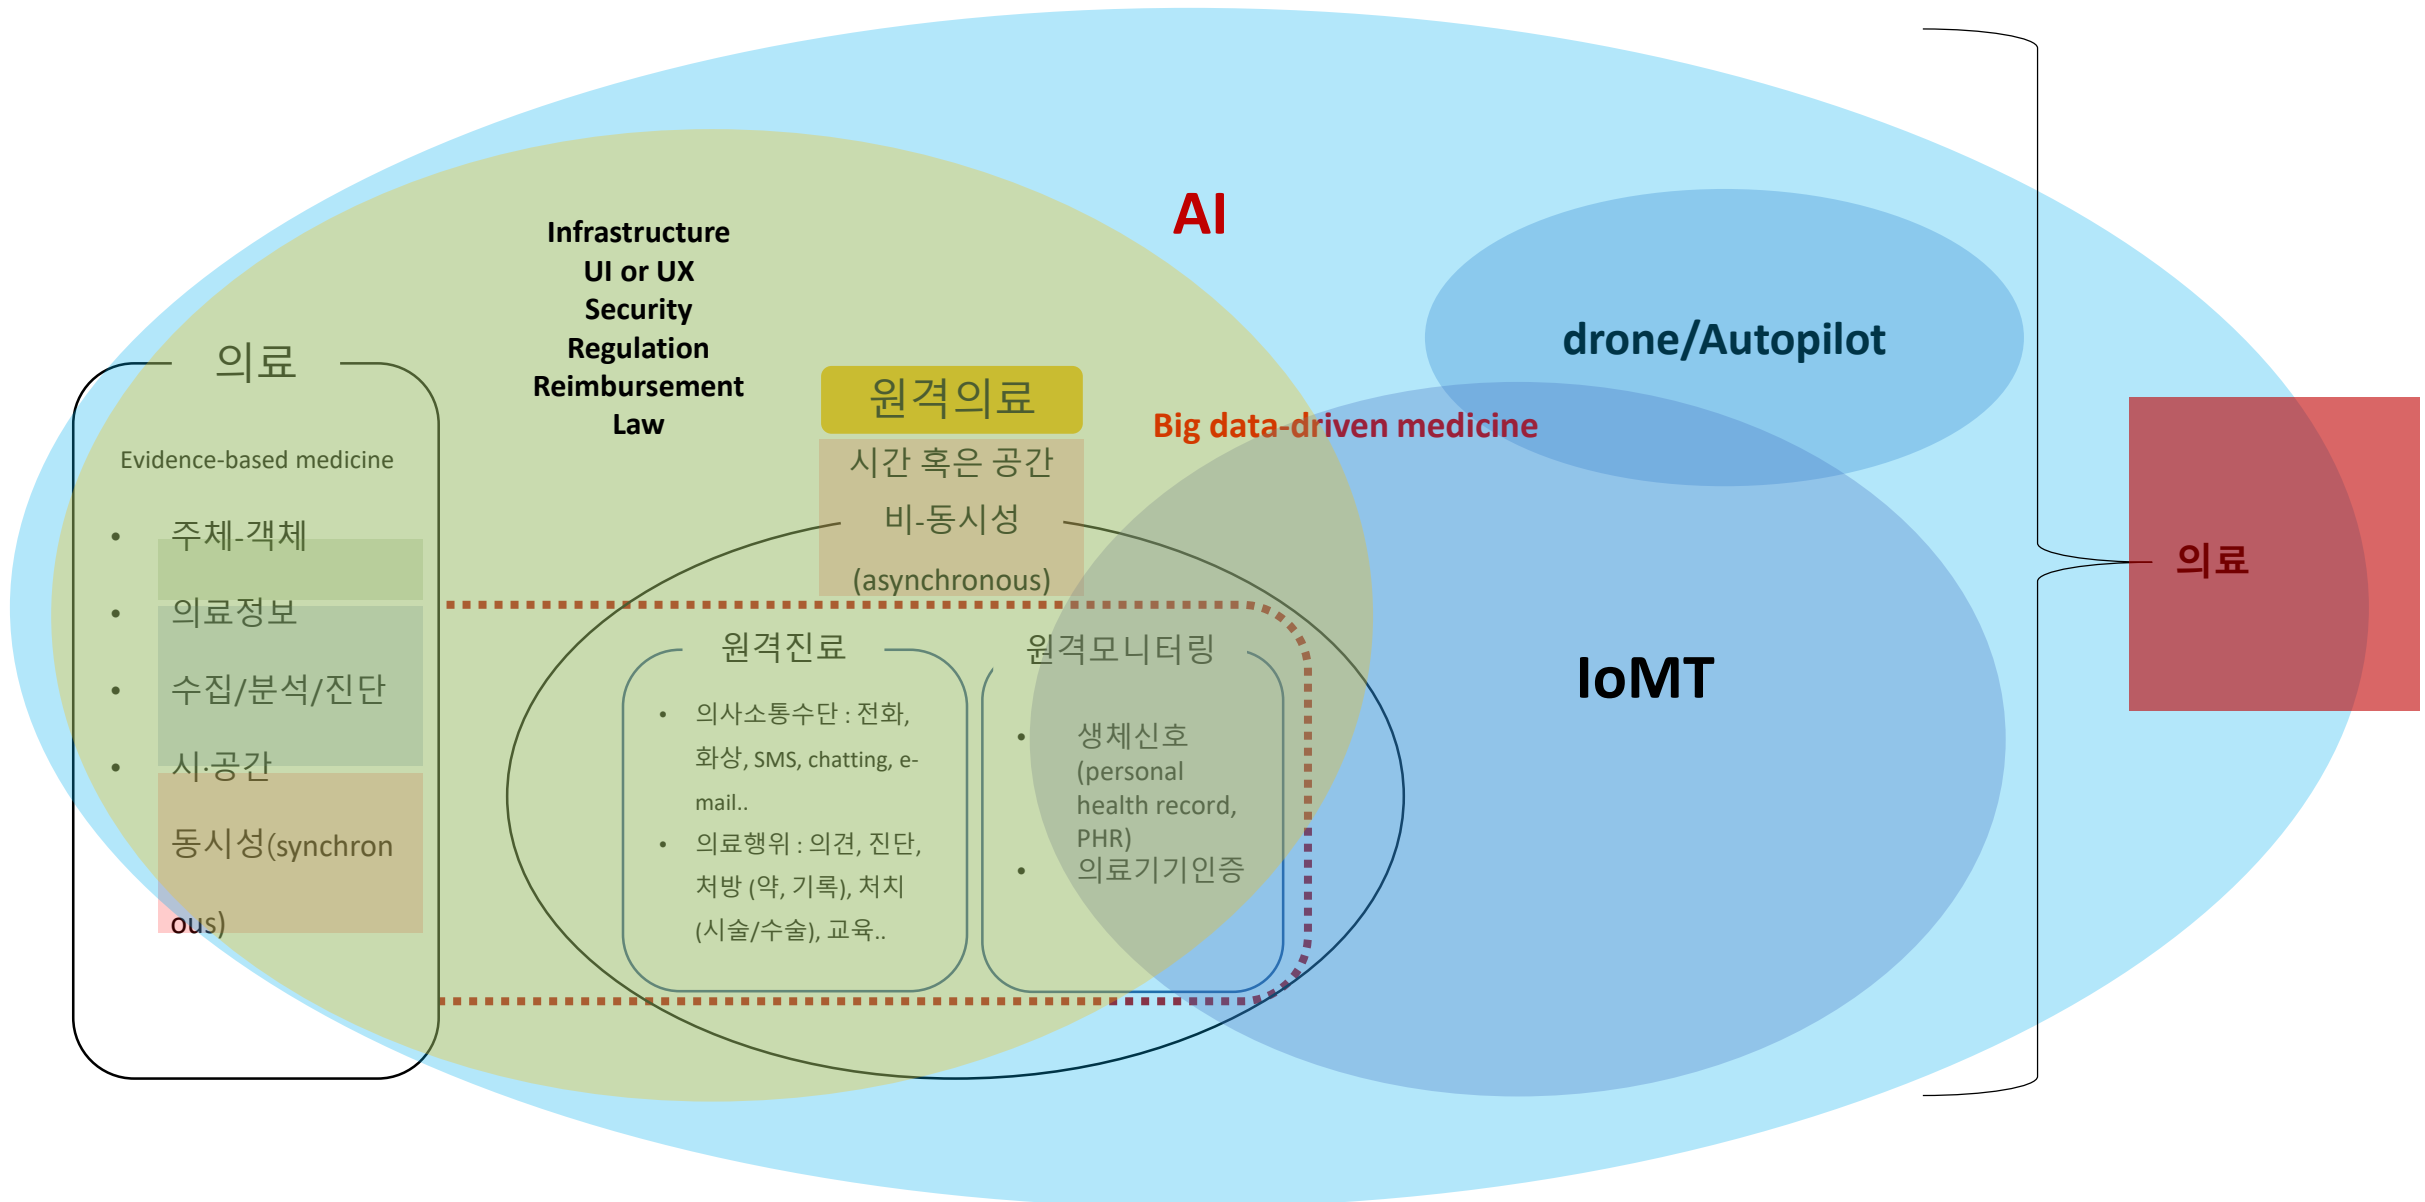 AI
Infrastructure
UI or UX
Security
Regulation
Reimbursement
Law
drone/Autopilot
의료
Evidence-based medicine
• 주체-객체
• 의료정보
• 수집/분석/진단
• 시·공간
동시성(synchron
ous)
원격의료
시간 혹은 공간
비-동시성
(asynchronous)
Big data-driven medicine
원격진료
• 의사소통수단 : 전화,
화상, SMS, chatting, e-
mail..
• 의료행위 : 의견, 진단,
처방 (약, 기록), 처치
(시술/수술), 교육..
원격모니터링
• 생체신호
(personal
health record,
PHR)
• 의료기기인증
IoMT
의료